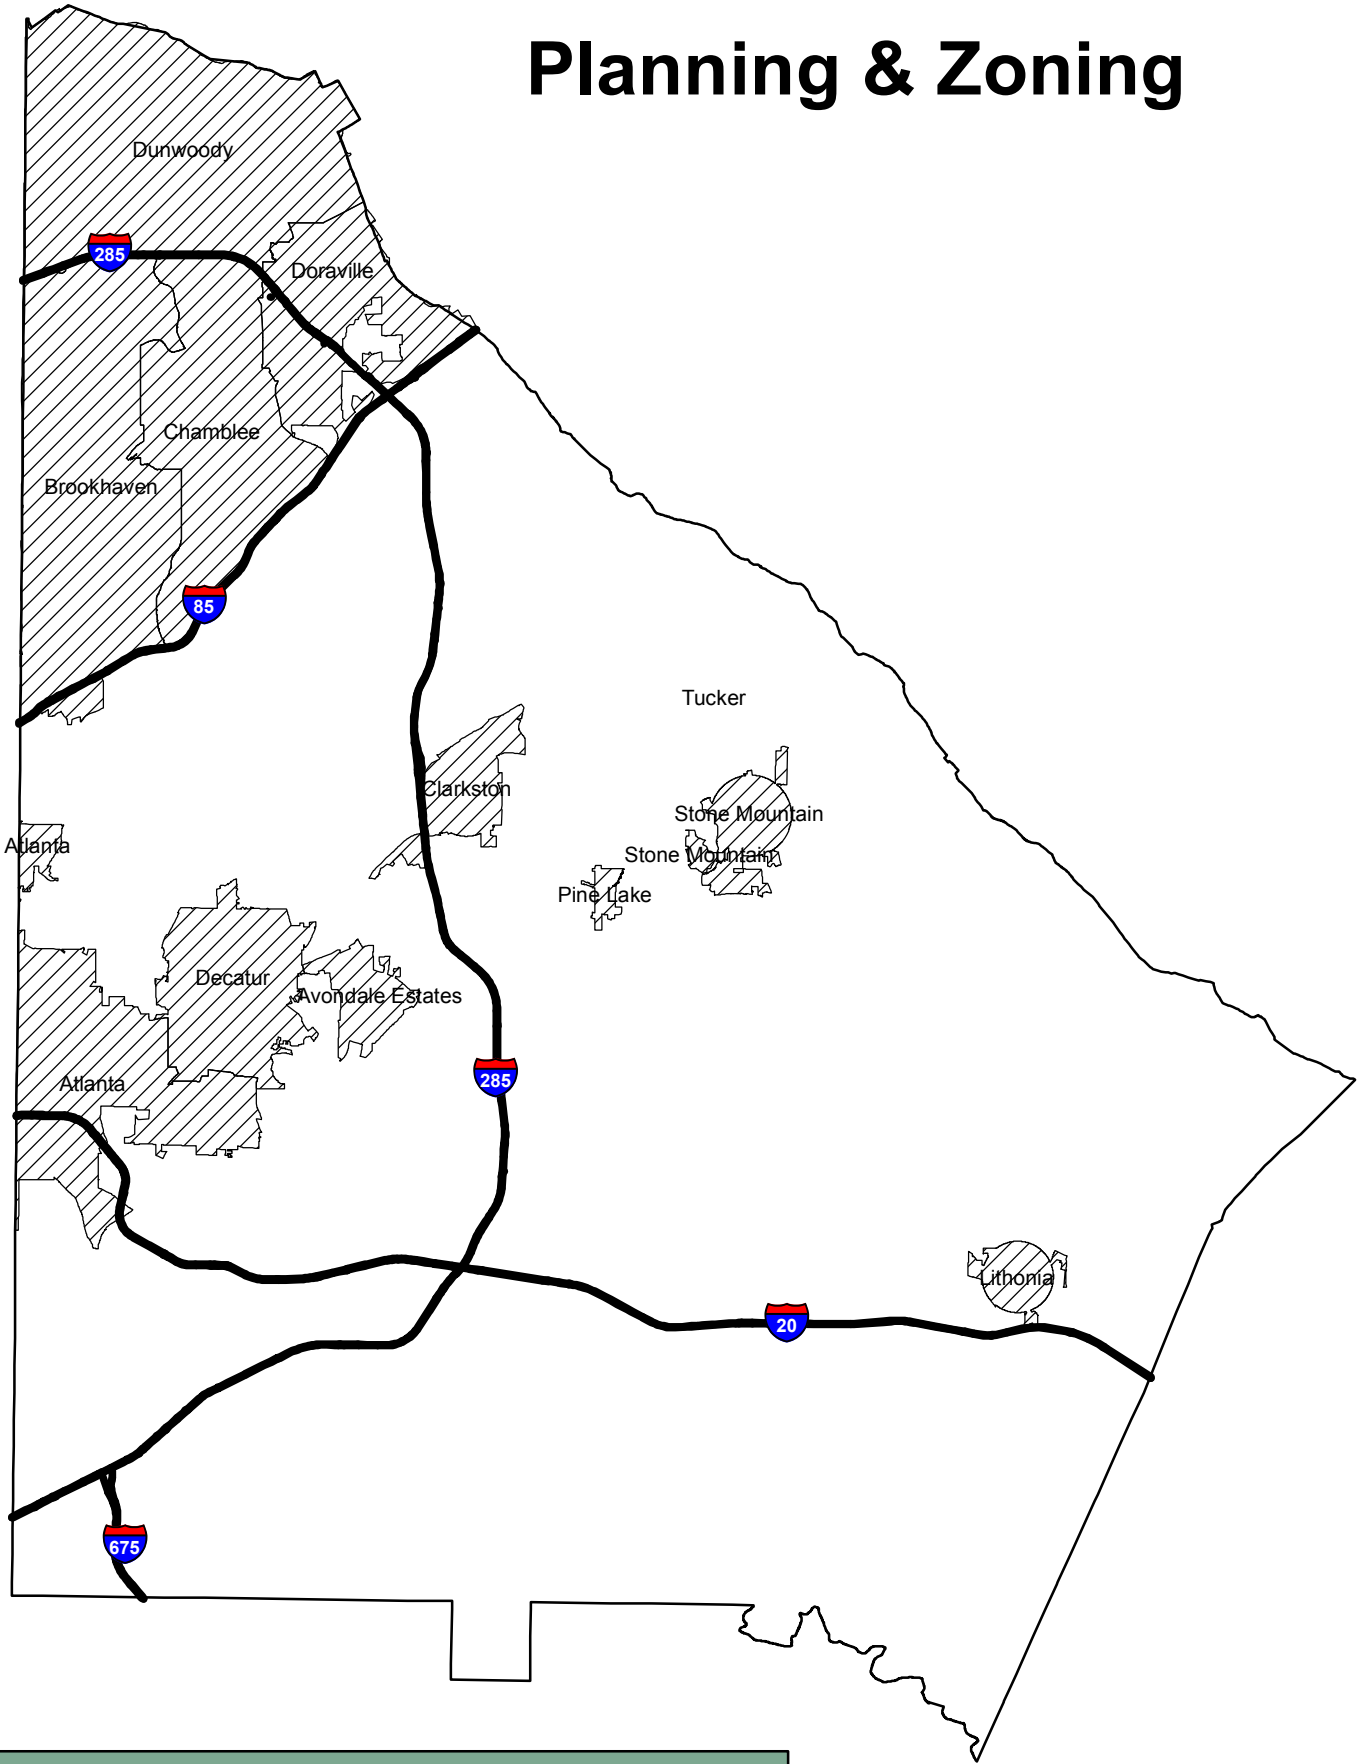 Planning & Zoning
Dunwoody
285
Doraville
Chamblee
Brookhaven
85
Tucker
Clarkston
Stone Mountain
Atlanta
Stone Mountain
Pine Lake
Decatur
Avondale Estates
285
Atlanta
Lithonia
20
675